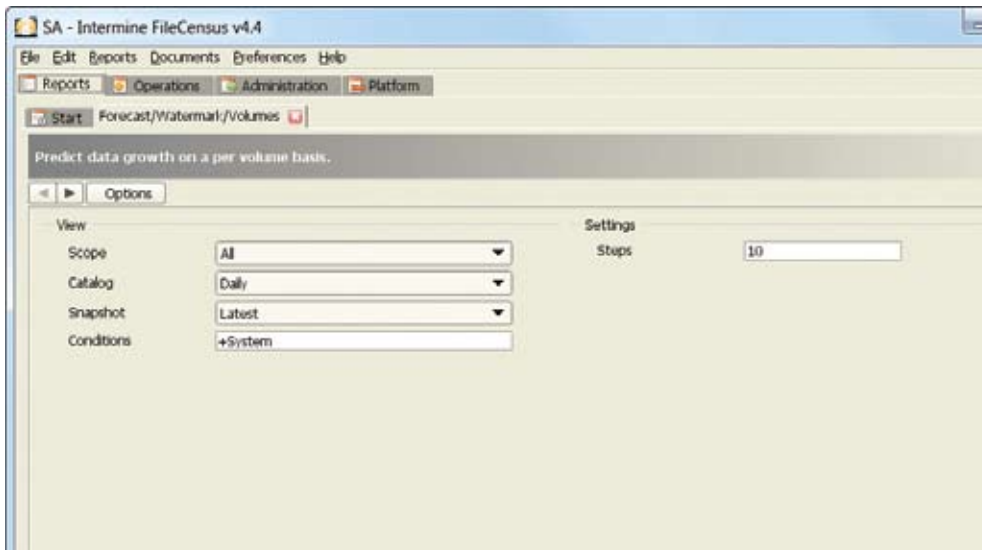 SA - Intermine FileCensus v4.4
File Edit Reports Documents Preferences Help
Reports Operations Administration Platform
Start Forecast/Watermark/Volumes
Predict data growth on a per volume basis.
Options
View Settings
Scope All Steps 10
Catalog Daily
Snapshot Latest
Conditions +System